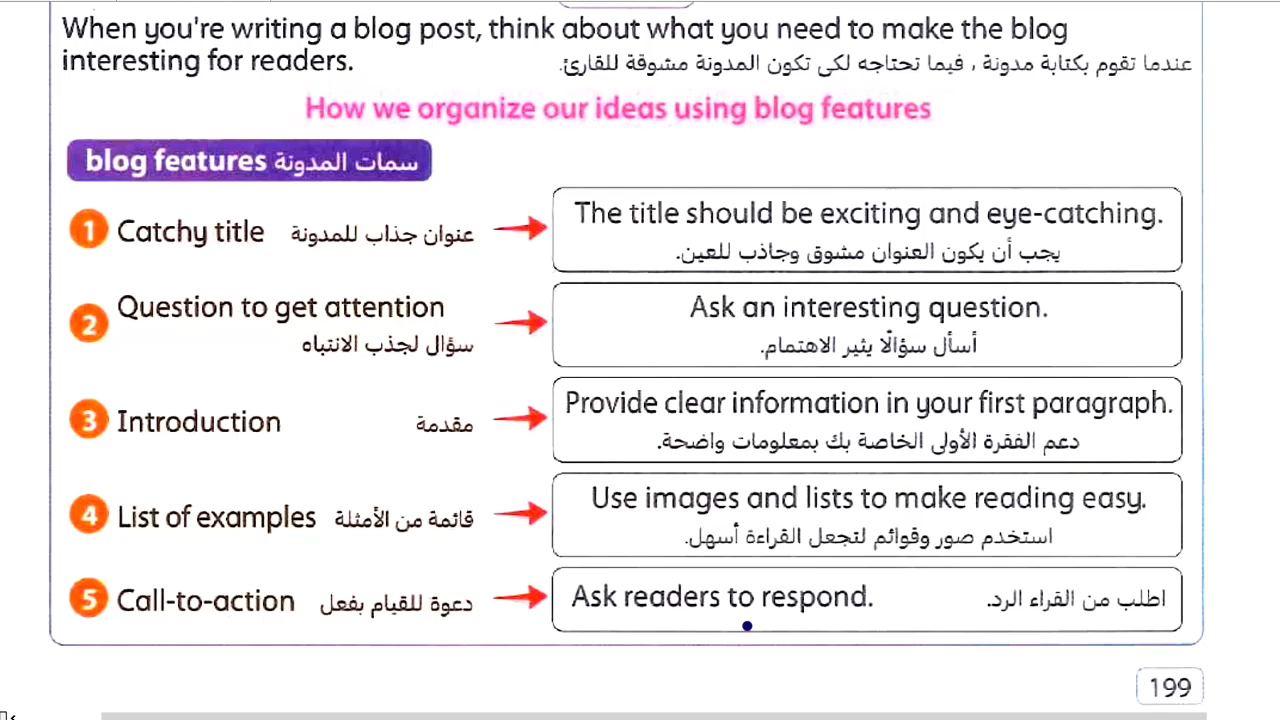 When you're writing a blog post, think about what you need to make the blog
interesting for readers. عندما تقوم بكتابة مدونة ، فيما تحتاجه لكى تكون المدونة مشوقة للقارئ.
How we organize our ideas using blog features
blog features سمات المدونة
1 Catchy title عنوان جذاب للمدونة
The title should be exciting and eye-catching.
يجب أن يكون العنوان مشوق وجاذب للعين.
2 Question to get attention
سؤال لجذب الانتباه
Ask an interesting question.
أسأل سؤالًا يثير الاهتمام.
3 Introduction مقدمة
Provide clear information in your first paragraph.
دعم الفقرة الأولى الخاصة بك بمعلومات واضحة.
4 List of examples قائمة من الأمثلة
Use images and lists to make reading easy.
استخدم صور وقوائم لتجعل القراءة أسهل.
5 Call-to-action دعوة للقيام بفعل
Ask readers to respond. اطلب من القراء الرد.
199